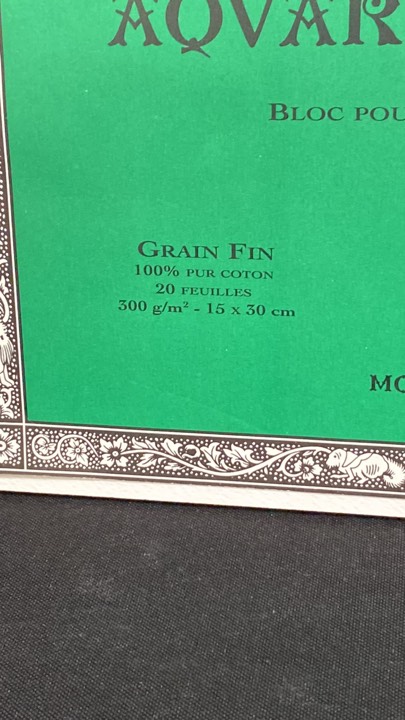 AQVAR
BLOC POU
GRAIN FIN
100% PUR COTON
20 FEUILLES
300 g/m² - 15 x 30 cm
MO